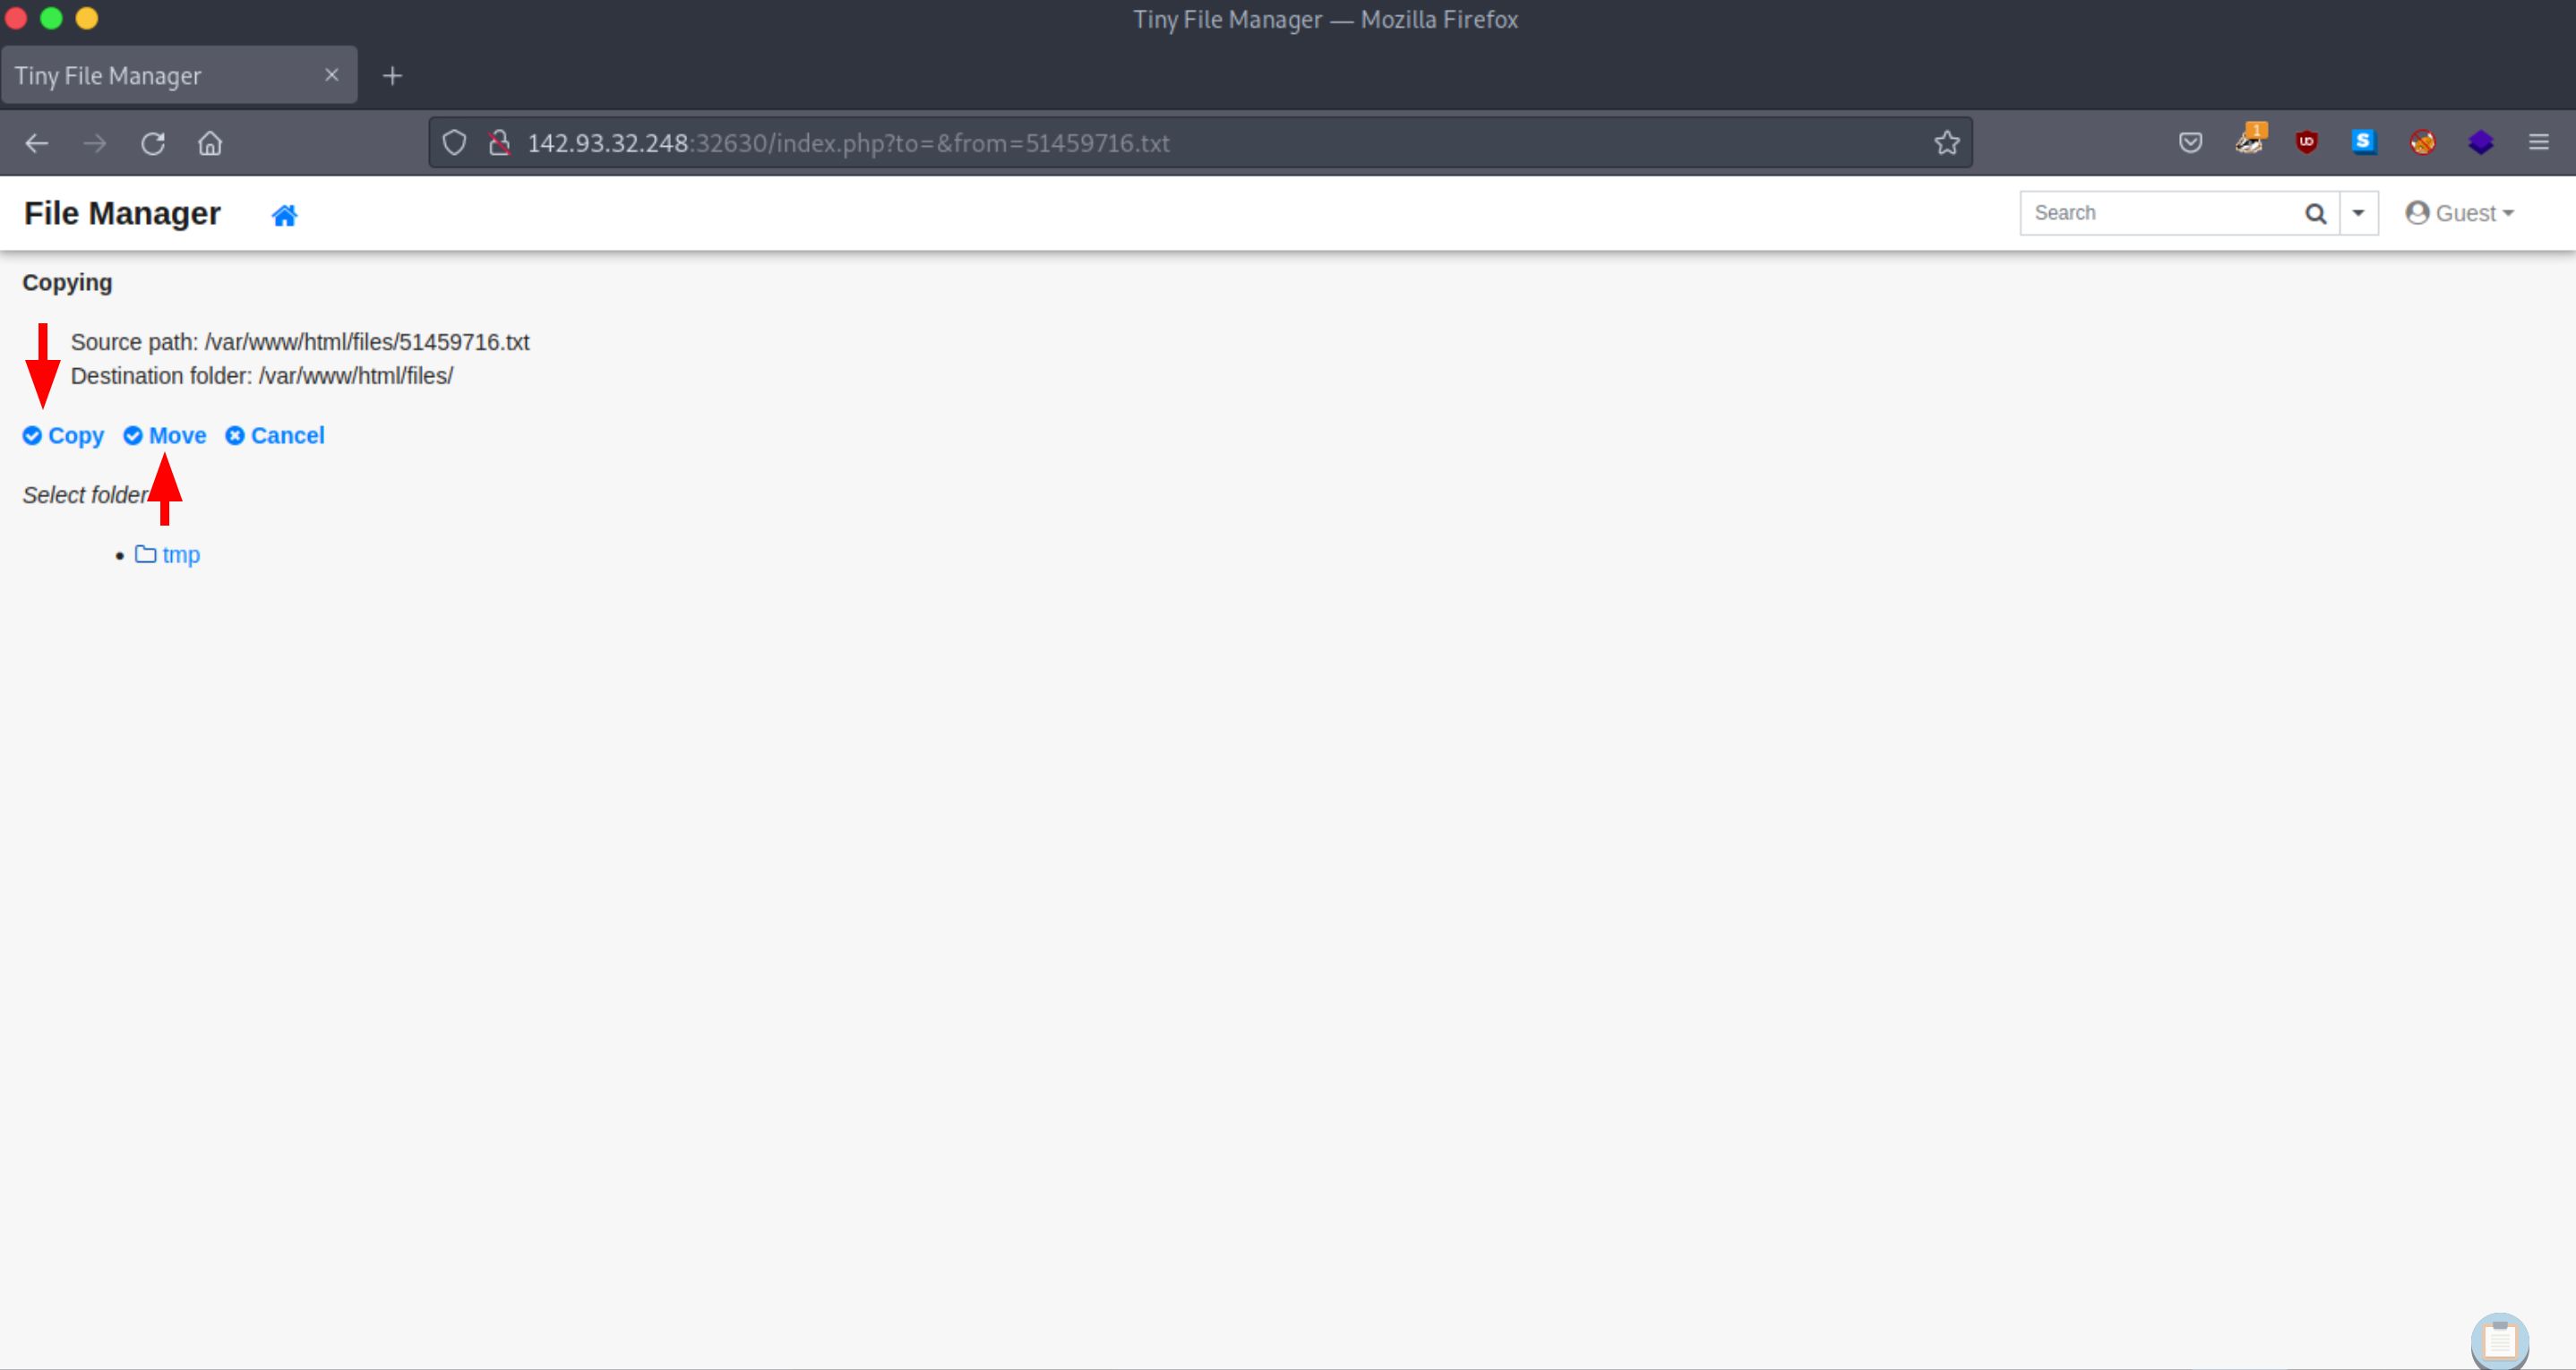 Tiny File Manager — Mozilla Firefox
Tiny File Manager
142.93.32.248:32630/index.php?to=&from=51459716.txt
1
UO
S
File Manager
Search
Guest
Copying
Source path: /var/www/html/files/51459716.txt
Destination folder: /var/www/html/files/
Copy Move Cancel
Select folder
tmp